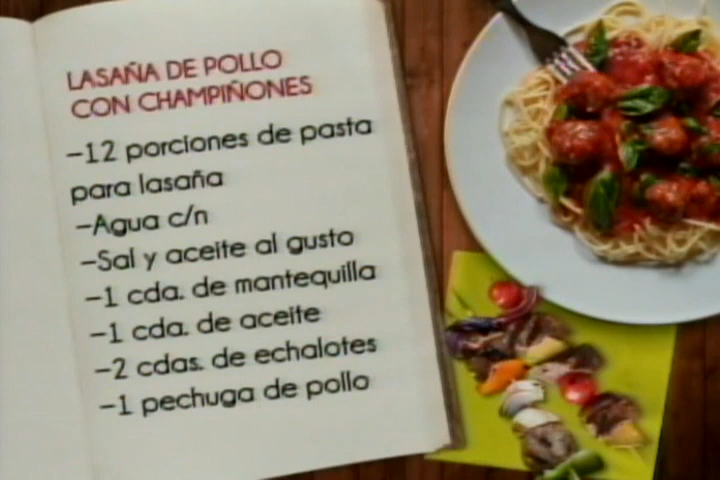 LASAÑA DE POLLO
CON CHAMPIÑONES
-12 porciones de pasta
para lasaña
-Agua c/n
-Sal y aceite al gusto
-1 cda. de mantequilla
-1 cda. de aceite
-2 cdas. de echalotes
-1 pechuga de pollo